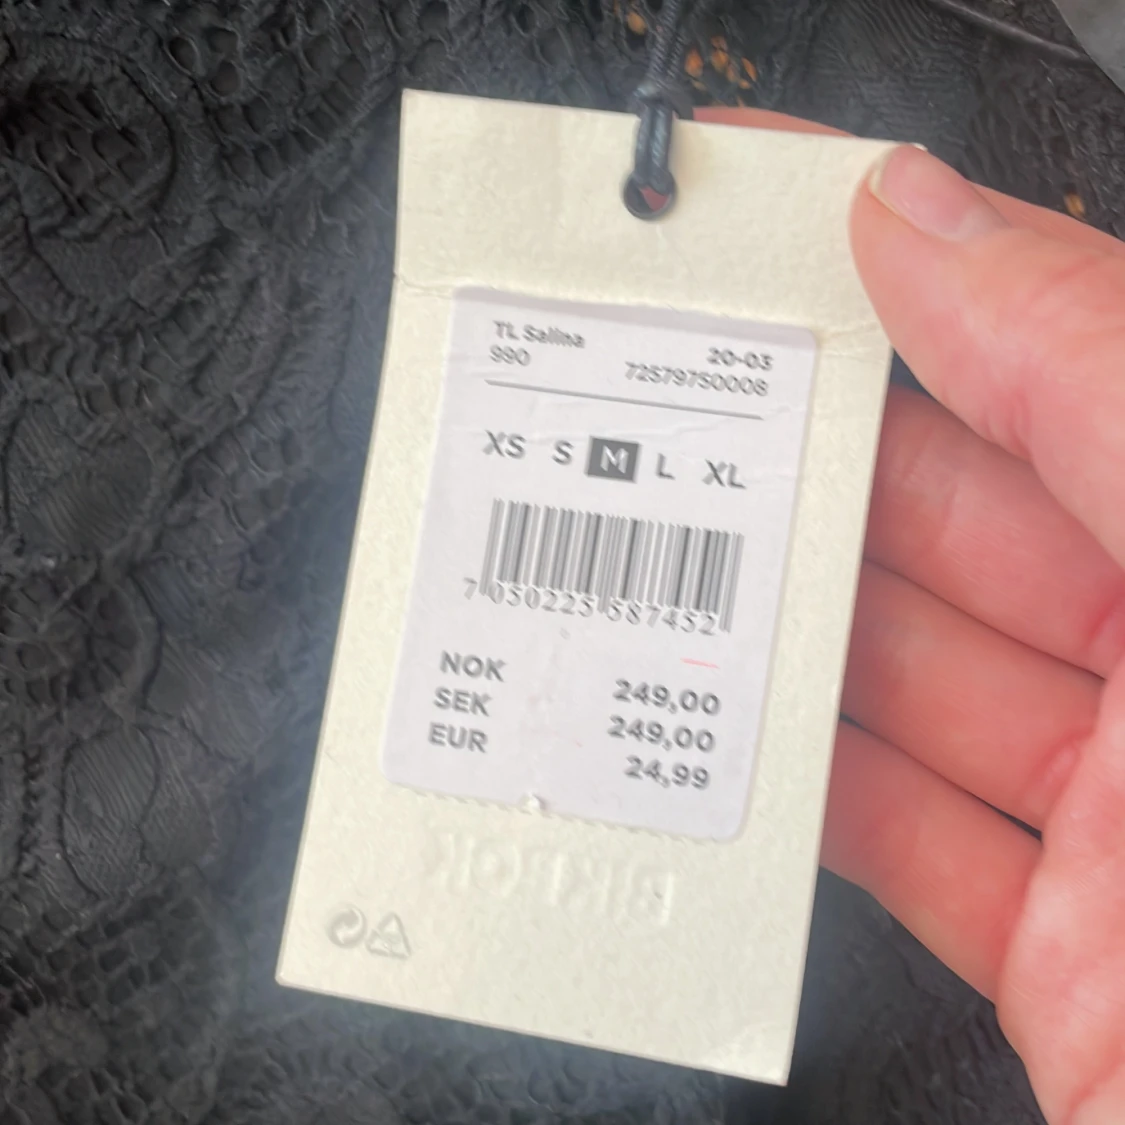 TL Salina 20-03
990 72579750008
XS S M L XL
7 050225 687452
NOK 249,00
SEK 249,00
EUR 24,99
BIKBOK